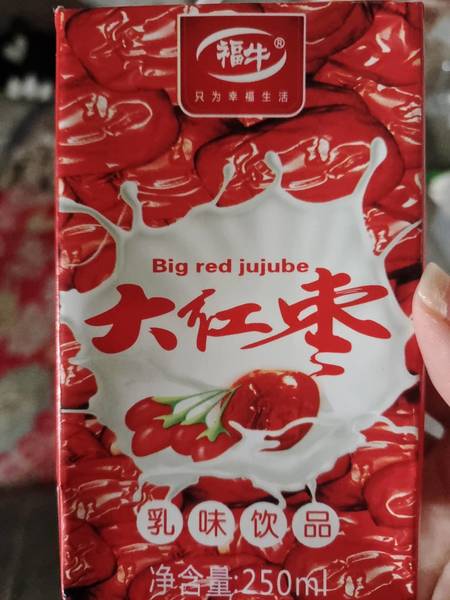 福牛®
只为幸福生活
Big red jujube
大红枣
乳味饮品
净含量:250ml